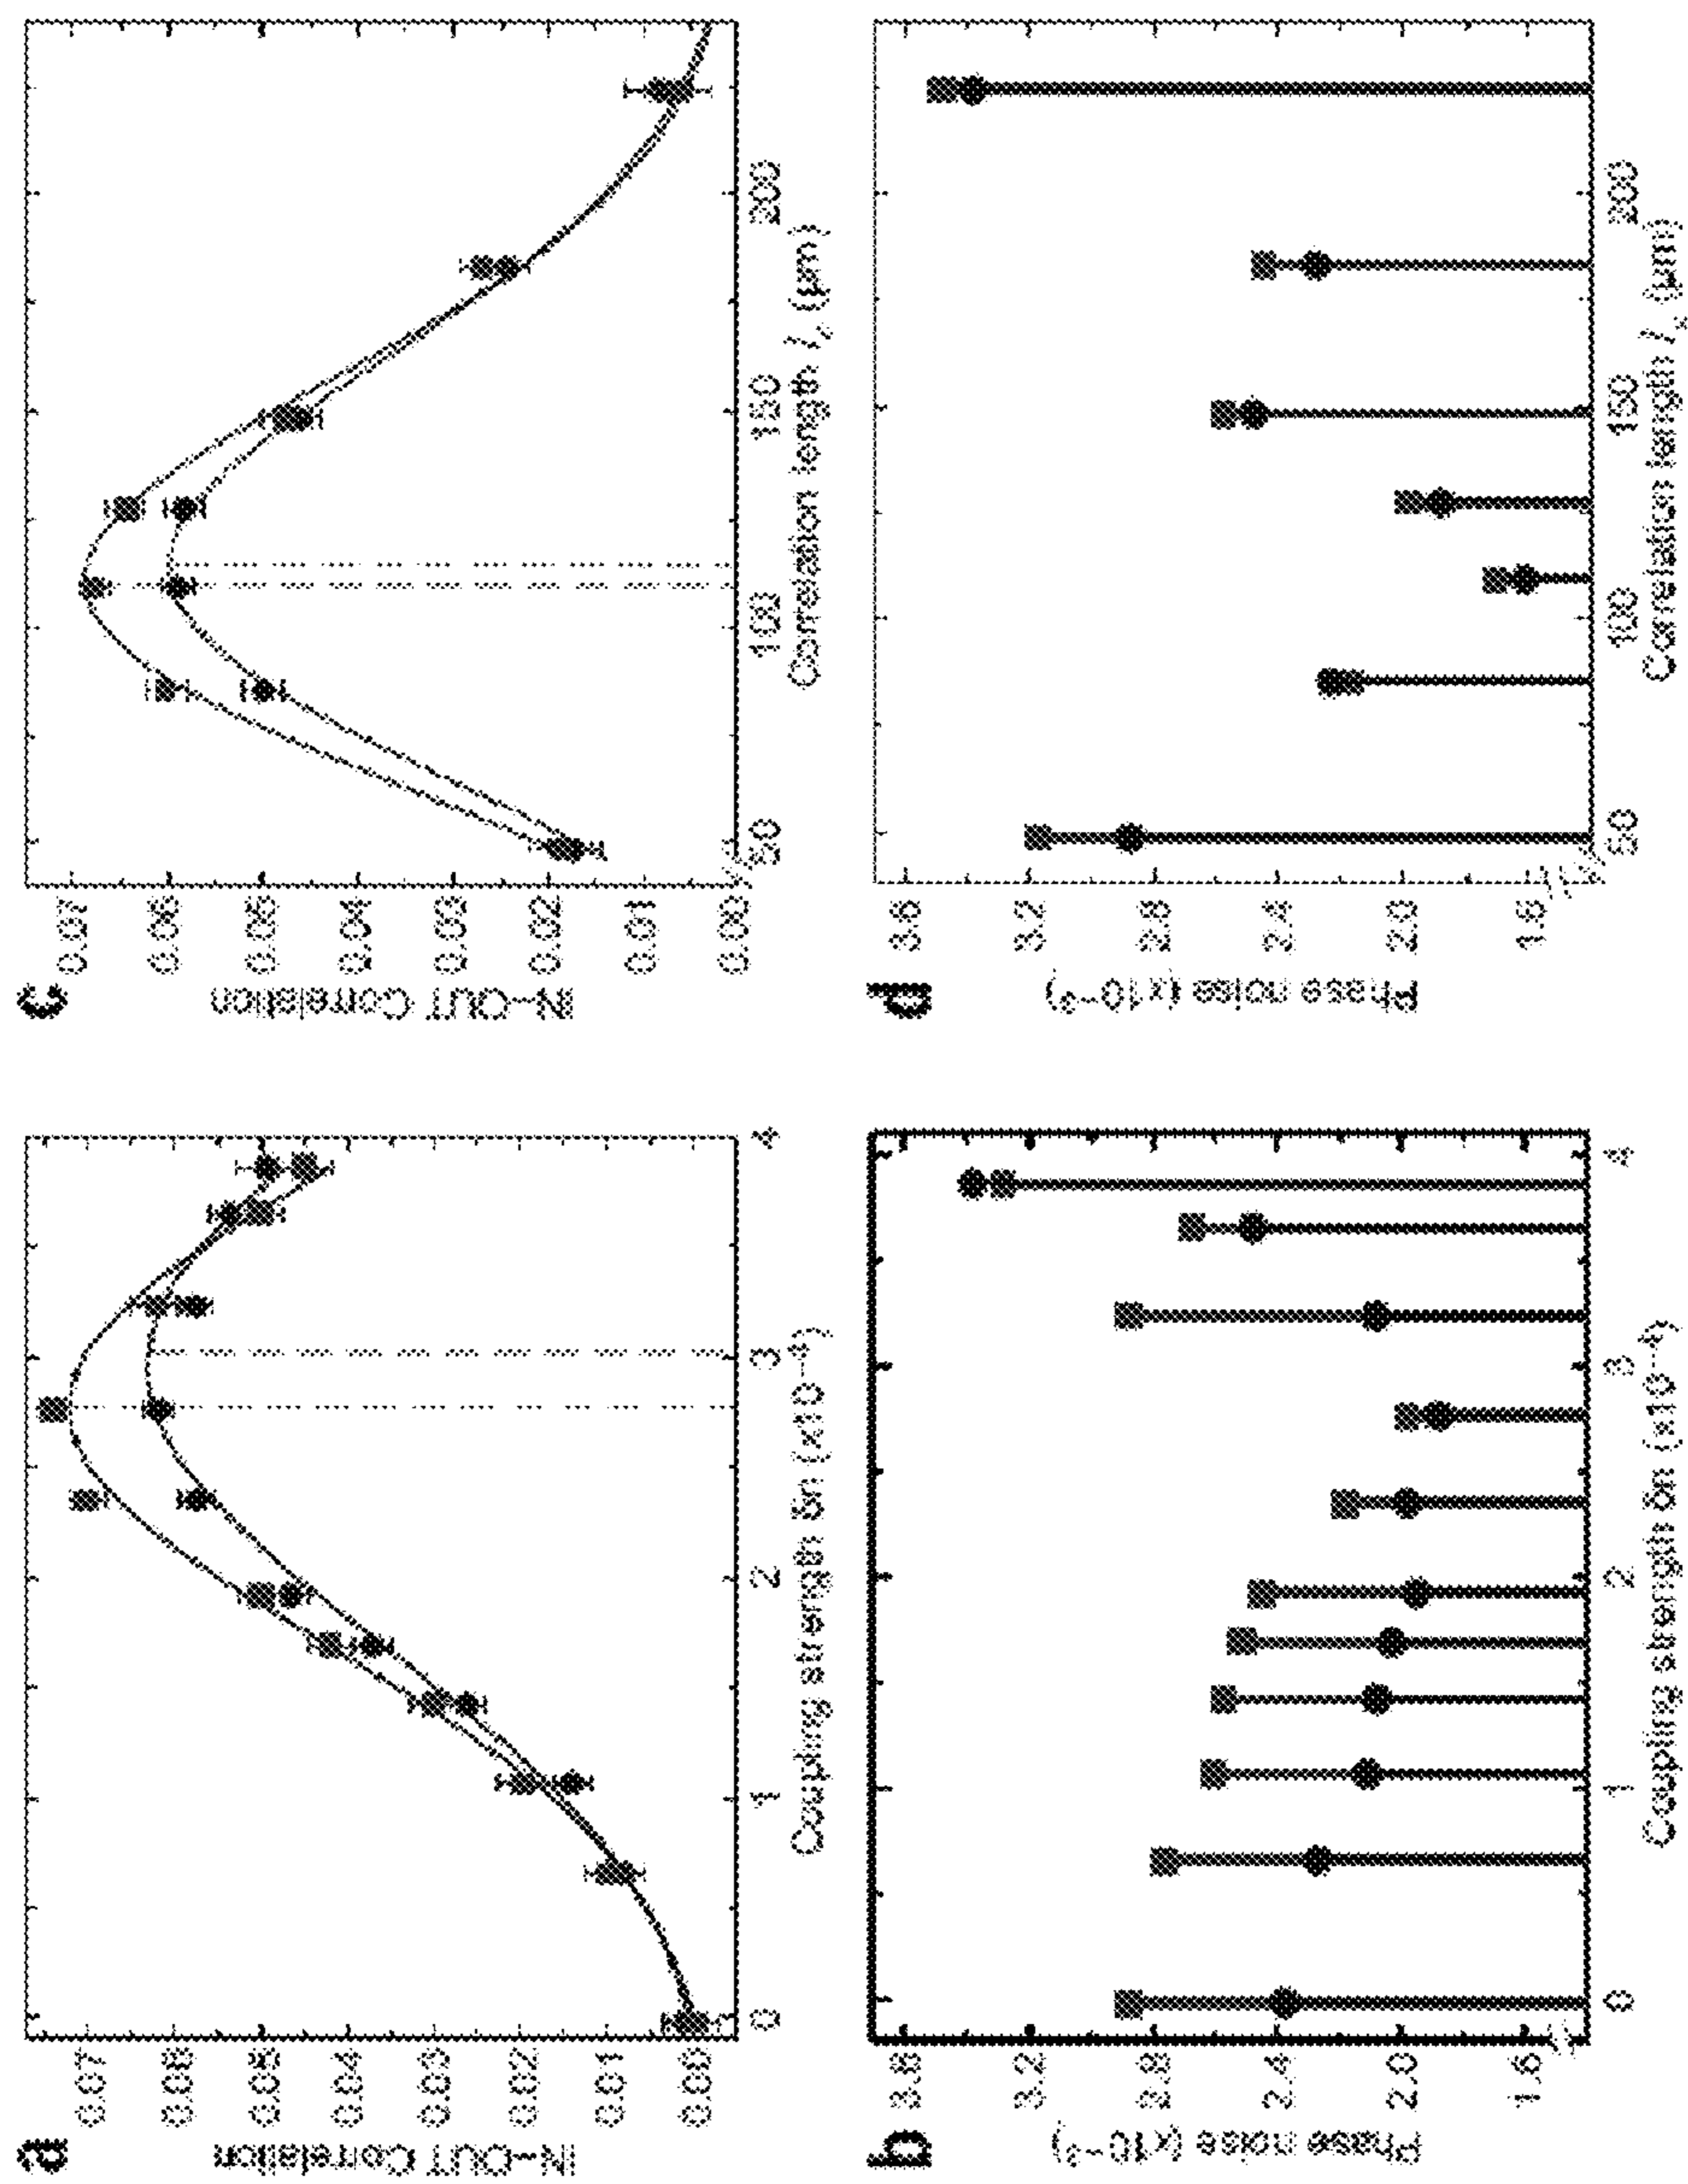 a
IN–OUT Correlation
0.07
0.06
0.05
0.04
0.03
0.02
0.01
0.00
0 1 2 3 4
Coupling strength δn (x10⁻⁴)
b
Phase noise (x10⁻³)
3.6
3.2
2.8
2.4
2.0
1.6
0 1 2 3 4
Coupling strength δn (x10⁻⁴)
c
IN–OUT Correlation
0.07
0.06
0.05
0.04
0.03
0.02
0.01
0.00
50 100 150 200
Correlation length lc (μm)
d
Phase noise (x10⁻³)
3.6
3.2
2.8
2.4
2.0
1.6
50 100 150 200
Correlation length lc (μm)